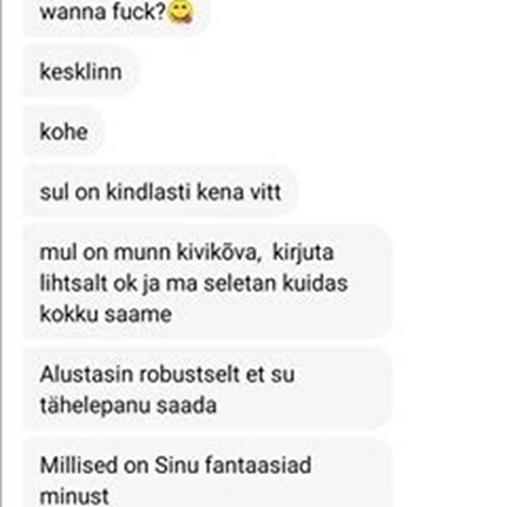 wanna fuck?😋
kesklinn
kohe
sul on kindlasti kena vitt
mul on munn kivikõva, kirjuta
lihtsalt ok ja ma seletan kuidas
kokku saame
Alustasin robustselt et su
tähelepanu saada
Millised on Sinu fantaasiad
minust